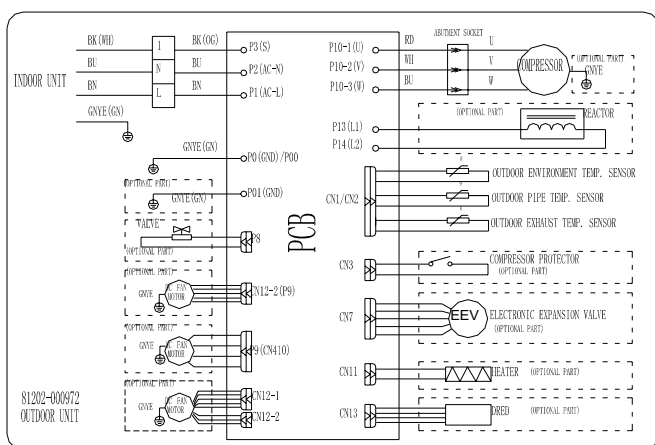 BK(WH) 1 BK(OG) P3(S)
BU N BU P2(AC-N)
INDOOR UNIT
BN L BN P1(AC-L)
GNYE(GN)
GNYE(GN) P0(GND)/P00
(OPTIONAL PART)
GNYE(GN) P01(GND)
VALVE
P8
(OPTIONAL PART)
(OPTIONAL PART)
DC FAN
MOTOR
GNYE
CN12-2(P9)
(OPTIONAL PART)
GNYE
FAN
MOTOR
P9(CN410)
(OPTIONAL PART)
GNYE
FAN
MOTOR
CN12-1
CN12-2
81202-000972
OUTDOOR UNIT
PCB
ABUTMENT SOCKET
P10-1(U) RD U
P10-2(V) WH V
P10-3(W) BU W
COMPRESSOR
(OPTIONAL PART)
GNYE
(OPTIONAL PART) REACTOR
P13(L1)
P14(L2)
OUTDOOR ENVIRONMENT TEMP. SENSOR
CN1/CN2 OUTDOOR PIPE TEMP. SENSOR
OUTDOOR EXHAUST TEMP. SENSOR
CN3 COMPRESSOR PROTECTOR
(OPTIONAL PART)
CN7 EEV ELECTRONIC EXPANSION VALVE
(OPTIONAL PART)
CN11 HEATER (OPTIONAL PART)
CN13 DRED (OPTIONAL PART)